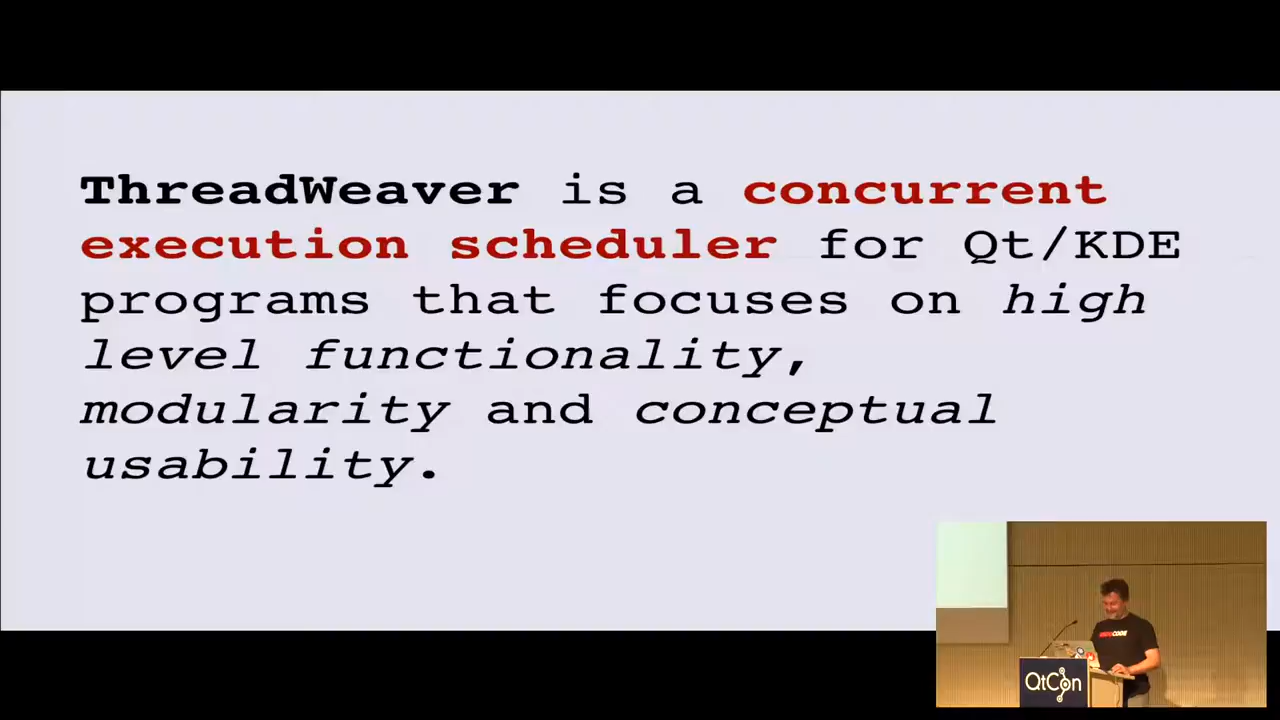 ThreadWeaver is a concurrent
execution scheduler for Qt/KDE
programs that focuses on high
level functionality,
modularity and conceptual
usability.
QtCon